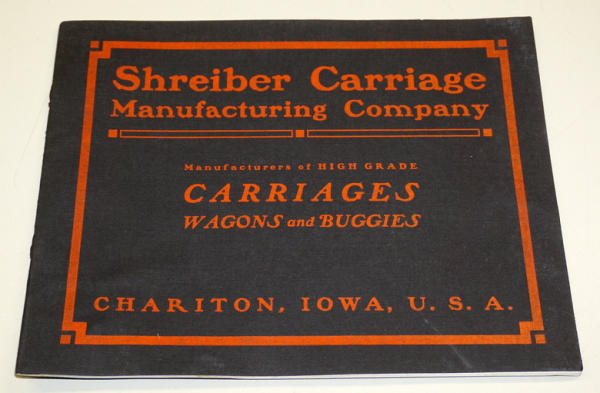 Shreiber Carriage
Manufacturing Company
Manufacturers of HIGH GRADE
CARRIAGES
WAGONS and BUGGIES
CHARITON, IOWA, U. S. A.